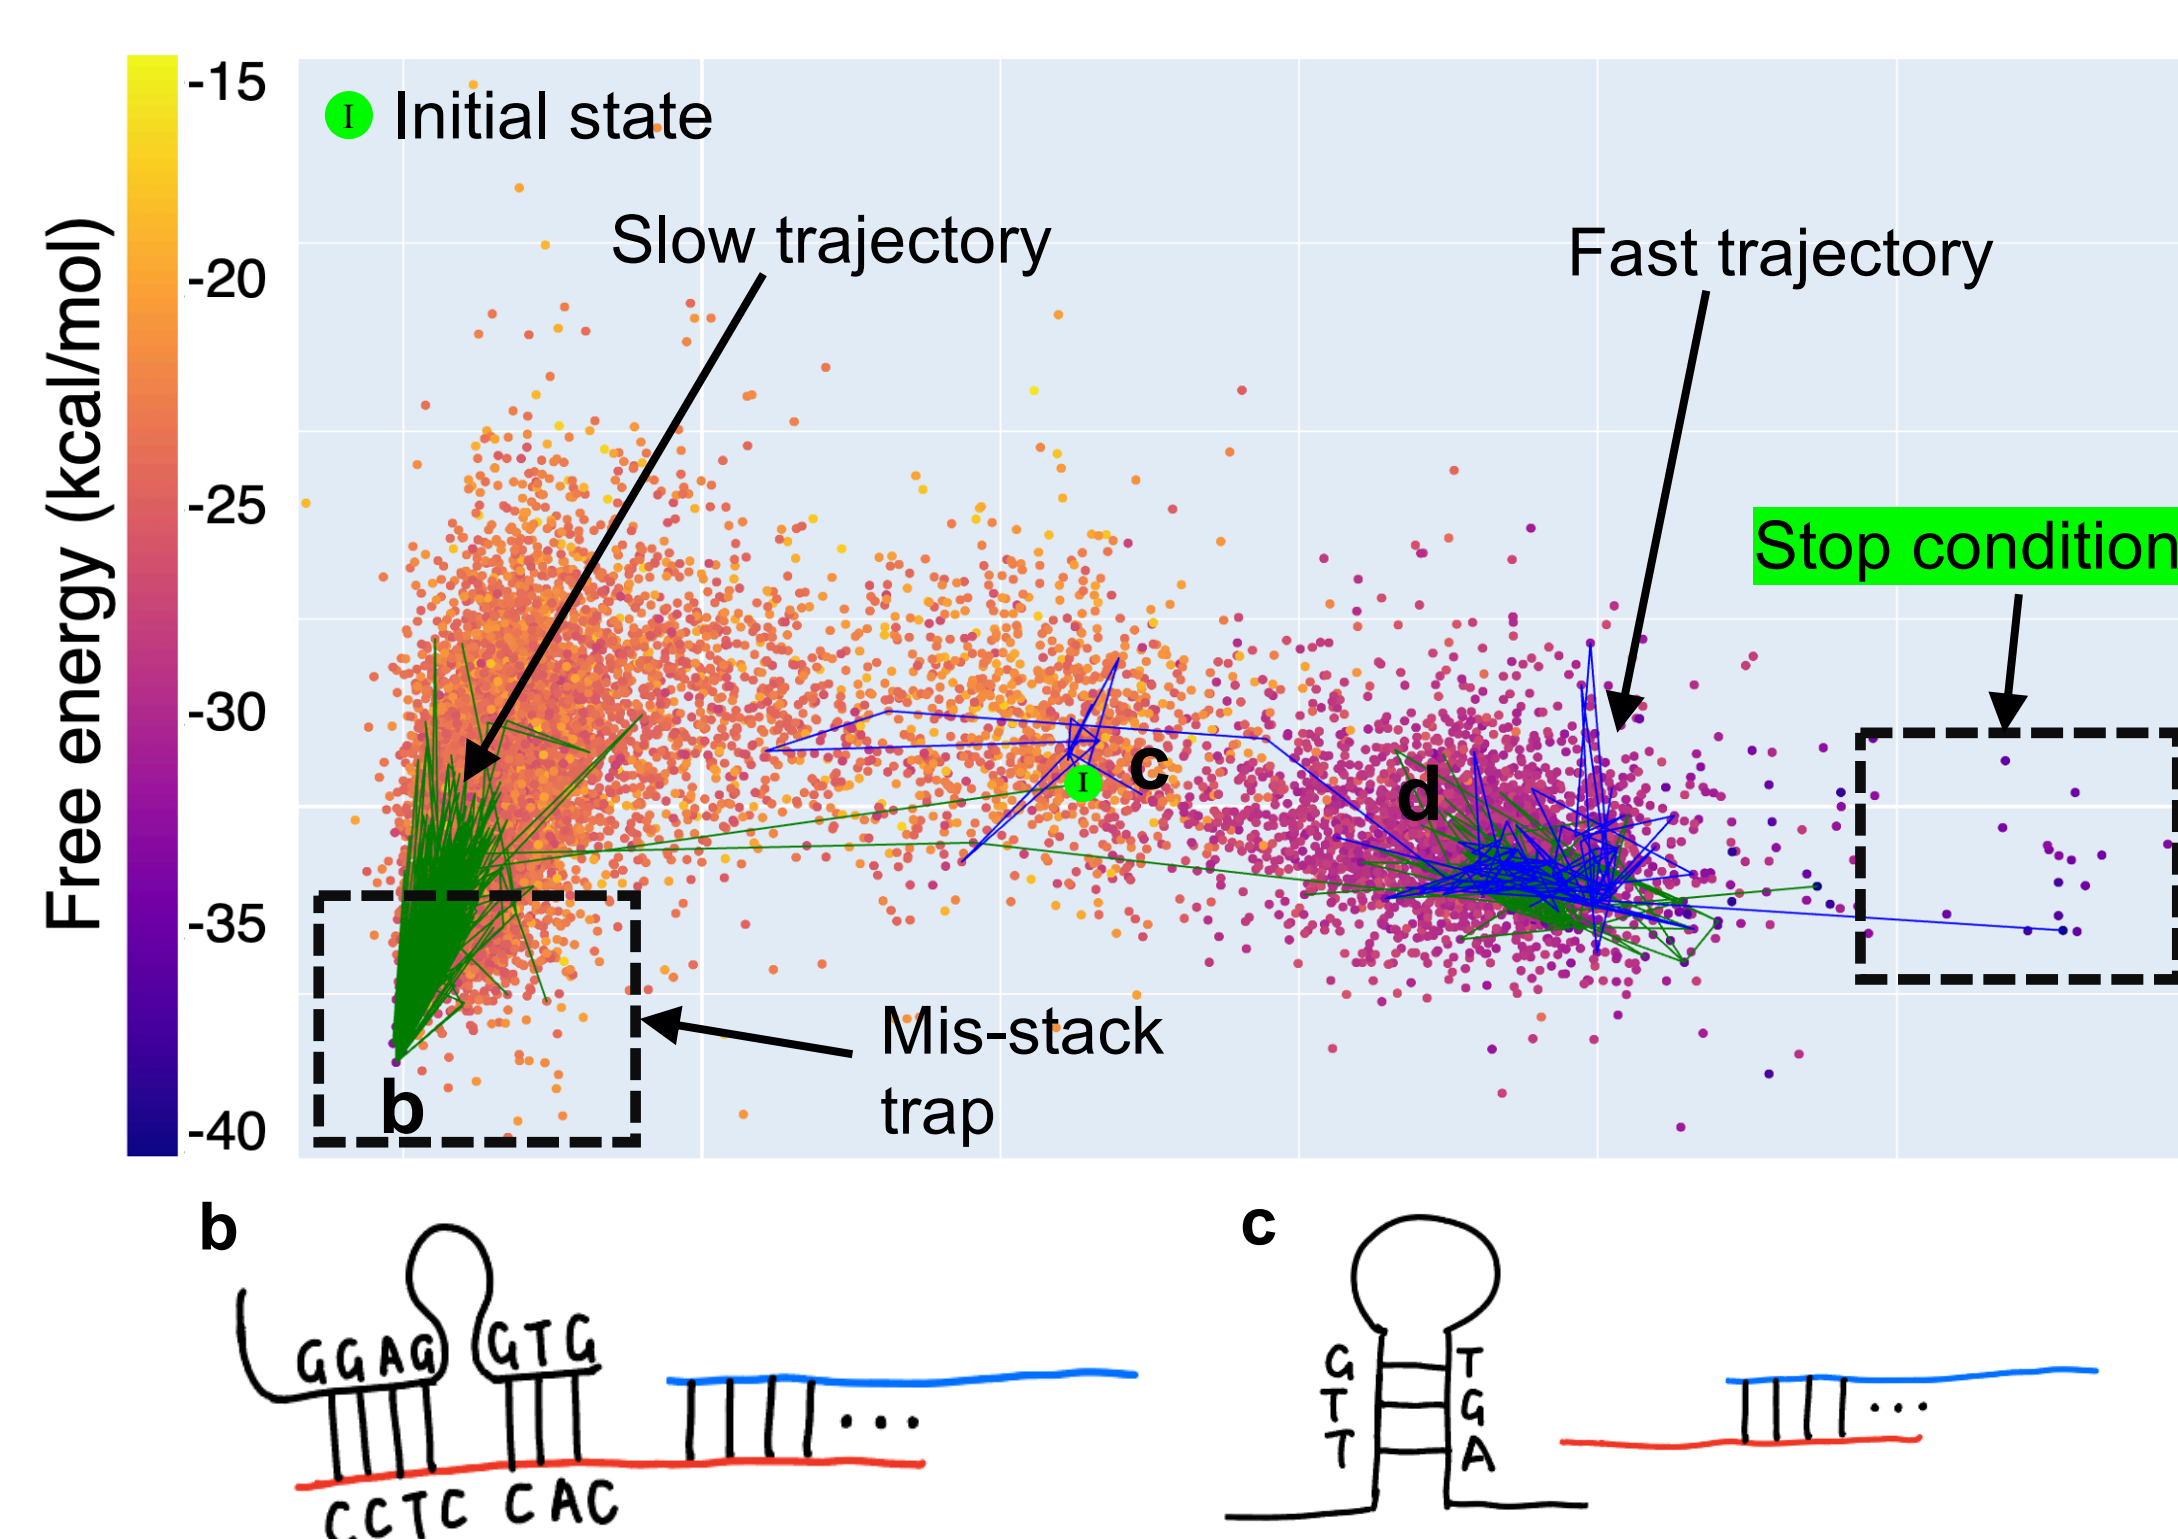 Free energy (kcal/mol)
-15
-20
-25
-30
-35
-40
I Initial state
Slow trajectory
Fast trajectory
Stop condition
c
I
d
Mis-stack
trap
b
b
GGAG GTG
CCTC CAC
c
G T
T G
T A